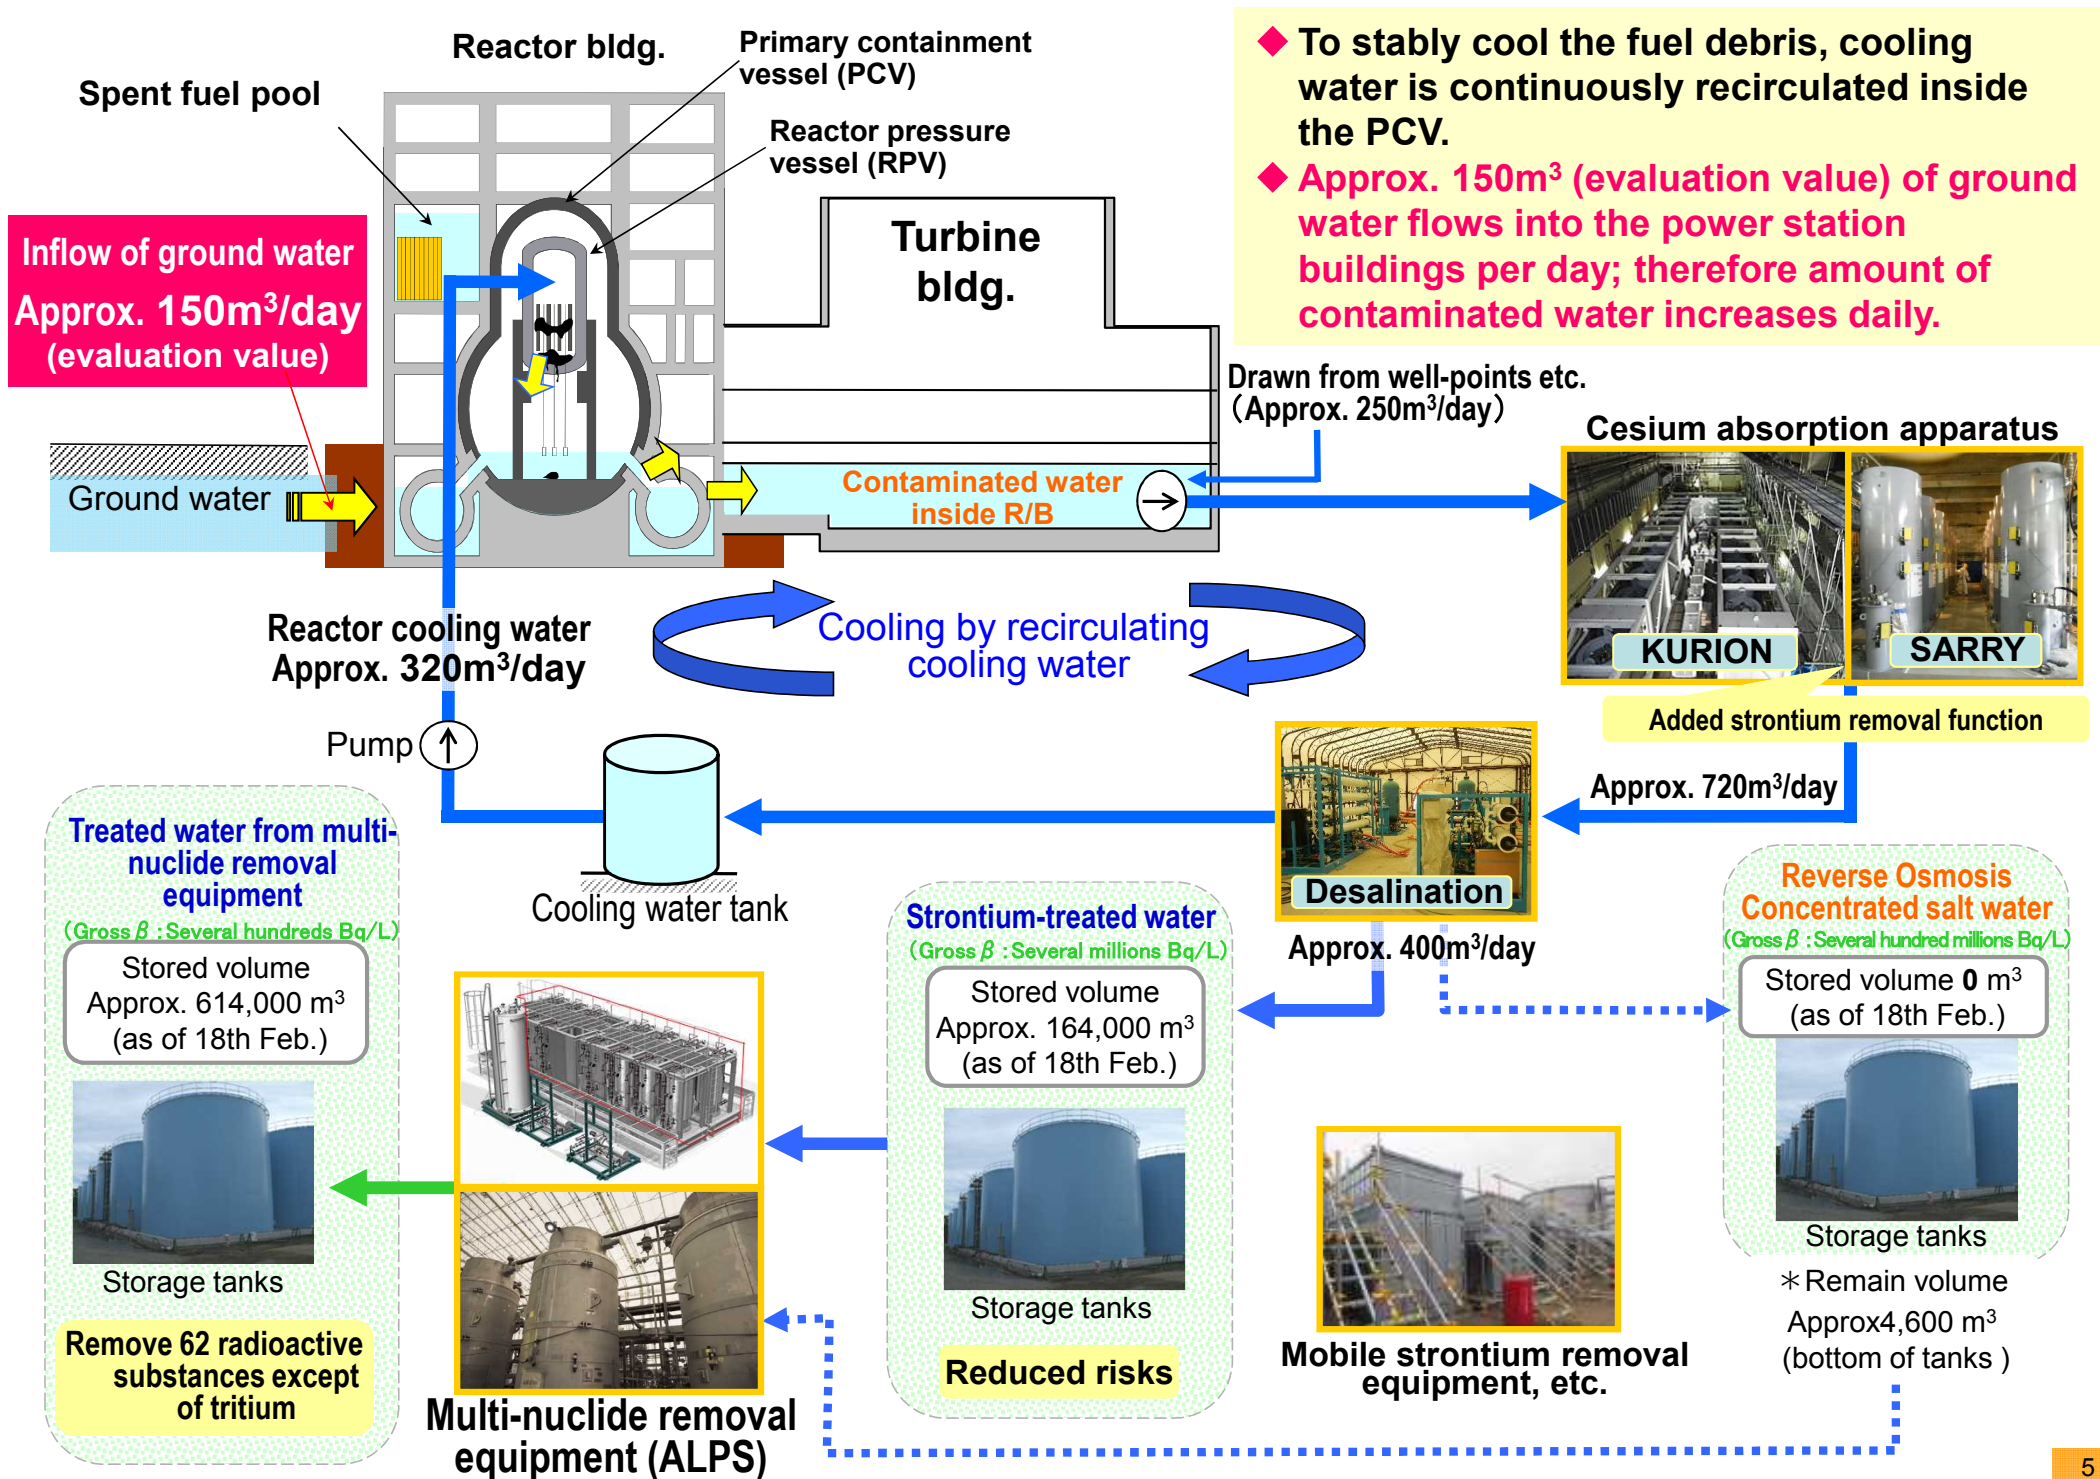 Reactor bldg.
Primary containment
vessel (PCV)
Spent fuel pool
Reactor pressure
vessel (RPV)
◆ To stably cool the fuel debris, cooling
water is continuously recirculated inside
the PCV.
◆ Approx. 150m³ (evaluation value) of ground
water flows into the power station
buildings per day; therefore amount of
contaminated water increases daily.
Inflow of ground water
Approx. 150m³/day
(evaluation value)
Turbine
bldg.
Drawn from well-points etc.
（Approx. 250m³/day）
Cesium absorption apparatus
Ground water
Contaminated water
inside R/B
KURION
SARRY
Added strontium removal function
Reactor cooling water
Approx. 320m³/day
Cooling by recirculating
cooling water
Pump
Approx. 720m³/day
Cooling water tank
Desalination
Approx. 400m³/day
Treated water from multi-
nuclide removal
equipment
(Gross β :Several hundreds Bq/L)
Stored volume
Approx. 614,000 m³
(as of 18th Feb.)
Storage tanks
Remove 62 radioactive
substances except
of tritium
Multi-nuclide removal
equipment (ALPS)
Strontium-treated water
(Gross β :Several millions Bq/L)
Stored volume
Approx. 164,000 m³
(as of 18th Feb.)
Storage tanks
Reduced risks
Mobile strontium removal
equipment, etc.
Reverse Osmosis
Concentrated salt water
(Gross β :Several hundred millions Bq/L)
Stored volume 0 m³
(as of 18th Feb.)
Storage tanks
＊Remain volume
Approx4,600 m³
(bottom of tanks )
5